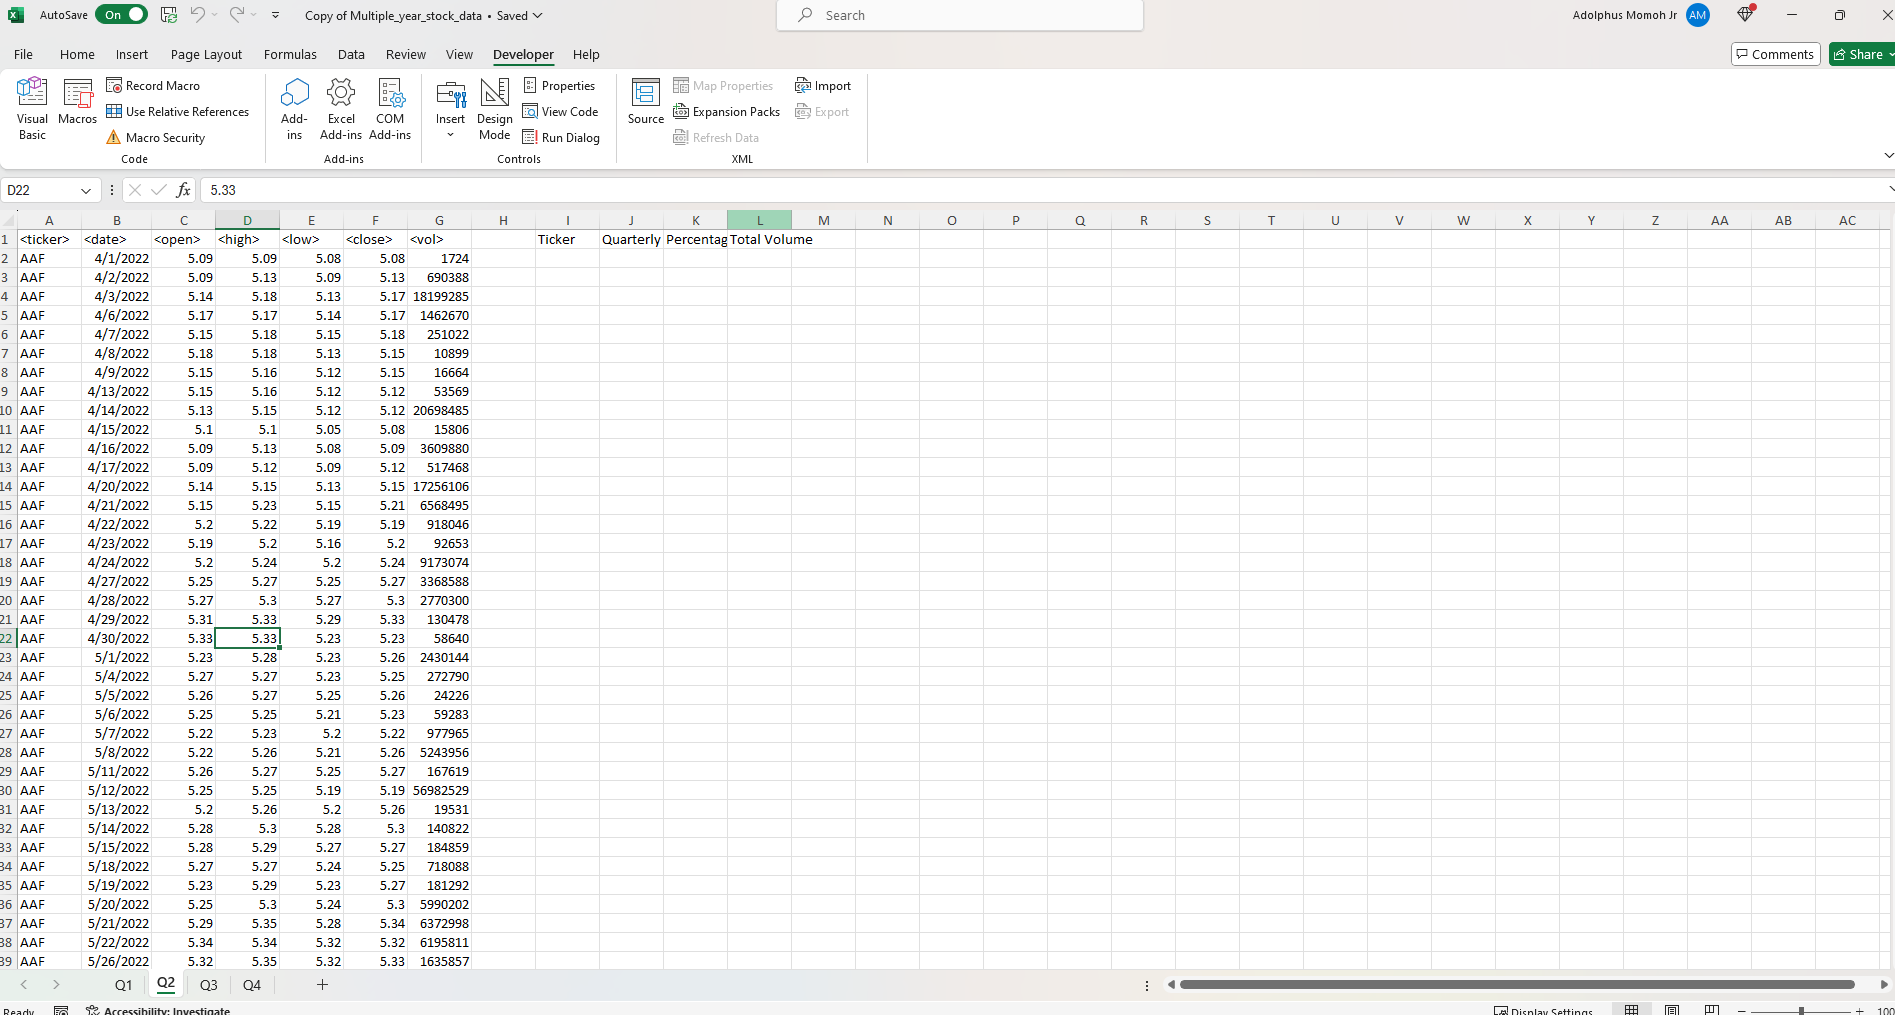 AutoSave On Copy of Multiple_year_stock_data • Saved Search Adolphus Momoh Jr AM
File Home Insert Page Layout Formulas Data Review View Developer Help Comments Share
Visual Basic
Macros
Record Macro
Use Relative References
Macro Security
Code
Add-ins
Excel Add-ins
COM Add-ins
Add-ins
Insert
Design Mode
Properties
View Code
Run Dialog
Controls
Source
Map Properties
Expansion Packs
Refresh Data
Import
Export
XML
D22 fx 5.33
A B C D E F G H I J K L M N O P Q R S T U V W X Y Z AA AB AC
1 <ticker> <date> <open> <high> <low> <close> <vol> Ticker Quarterly Percentag Total Volume
2 AAF 4/1/2022 5.09 5.09 5.08 5.08 1724
3 AAF 4/2/2022 5.09 5.13 5.09 5.13 690388
4 AAF 4/3/2022 5.14 5.18 5.13 5.17 18199285
5 AAF 4/6/2022 5.17 5.17 5.14 5.17 1462670
6 AAF 4/7/2022 5.15 5.18 5.15 5.18 251022
7 AAF 4/8/2022 5.18 5.18 5.13 5.15 10899
8 AAF 4/9/2022 5.15 5.16 5.12 5.15 16664
9 AAF 4/13/2022 5.15 5.16 5.12 5.12 53569
10 AAF 4/14/2022 5.13 5.15 5.12 5.12 20698485
11 AAF 4/15/2022 5.1 5.1 5.05 5.08 15806
12 AAF 4/16/2022 5.09 5.13 5.08 5.09 3609880
13 AAF 4/17/2022 5.09 5.12 5.09 5.12 517468
14 AAF 4/20/2022 5.14 5.15 5.13 5.15 17256106
15 AAF 4/21/2022 5.15 5.23 5.15 5.21 6568495
16 AAF 4/22/2022 5.2 5.22 5.19 5.19 918046
17 AAF 4/23/2022 5.19 5.2 5.16 5.2 92653
18 AAF 4/24/2022 5.2 5.24 5.2 5.24 9173074
19 AAF 4/27/2022 5.25 5.27 5.25 5.27 3368588
20 AAF 4/28/2022 5.27 5.3 5.27 5.3 2770300
21 AAF 4/29/2022 5.31 5.33 5.29 5.33 130478
22 AAF 4/30/2022 5.33 5.33 5.23 5.23 58640
23 AAF 5/1/2022 5.23 5.28 5.23 5.26 2430144
24 AAF 5/4/2022 5.27 5.27 5.23 5.25 272790
25 AAF 5/5/2022 5.26 5.27 5.25 5.26 24226
26 AAF 5/6/2022 5.25 5.25 5.21 5.23 59283
27 AAF 5/7/2022 5.22 5.23 5.2 5.22 977965
28 AAF 5/8/2022 5.22 5.26 5.21 5.26 5243956
29 AAF 5/11/2022 5.26 5.27 5.25 5.27 167619
30 AAF 5/12/2022 5.25 5.25 5.19 5.19 56982529
31 AAF 5/13/2022 5.2 5.26 5.2 5.26 19531
32 AAF 5/14/2022 5.28 5.3 5.28 5.3 140822
33 AAF 5/15/2022 5.28 5.29 5.27 5.27 184859
34 AAF 5/18/2022 5.27 5.27 5.24 5.25 718088
35 AAF 5/19/2022 5.23 5.29 5.23 5.27 181292
36 AAF 5/20/2022 5.25 5.3 5.24 5.3 5990202
37 AAF 5/21/2022 5.29 5.35 5.28 5.34 6372998
38 AAF 5/22/2022 5.34 5.34 5.32 5.32 6195811
39 AAF 5/26/2022 5.32 5.35 5.32 5.33 1635857
Q1 Q2 Q3 Q4 +
Ready Accessibility: Investigate Display Settings − + 100